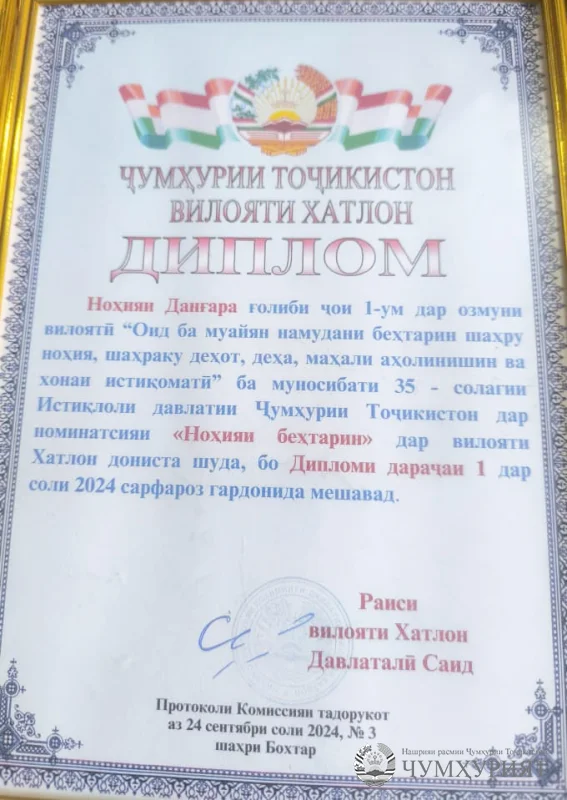 ҶУМҲУРИИ ТОҶИКИСТОН
ВИЛОЯТИ ХАТЛОН
ДИПЛОМ
Ноҳияи Данғара ғолиби ҷои 1-ум дар озмуни
вилоятӣ “Оид ба муайян намудани беҳтарин шаҳру
ноҳия, шаҳраку деҳот, деҳа, маҳали аҳолинишин ва
хонаи истиқоматӣ” ба муносибати 35 - солагии
Истиқлоли давлатии Ҷумҳурии Тоҷикистон дар
номинатсияи «Ноҳияи беҳтарин» дар вилояти
Хатлон дониста шуда, бо Дипломи дараҷаи 1 дар
соли 2024 сарфароз гардонида мешавад.
Раиси
вилояти Хатлон
Давлаталӣ Саид
Протоколи Комиссияи тадорукот
аз 24 сентябри соли 2024, № 3
шаҳри Бохтар
Нашрияи расмии Ҷумҳурии
ҶУМҲУРИЯТ